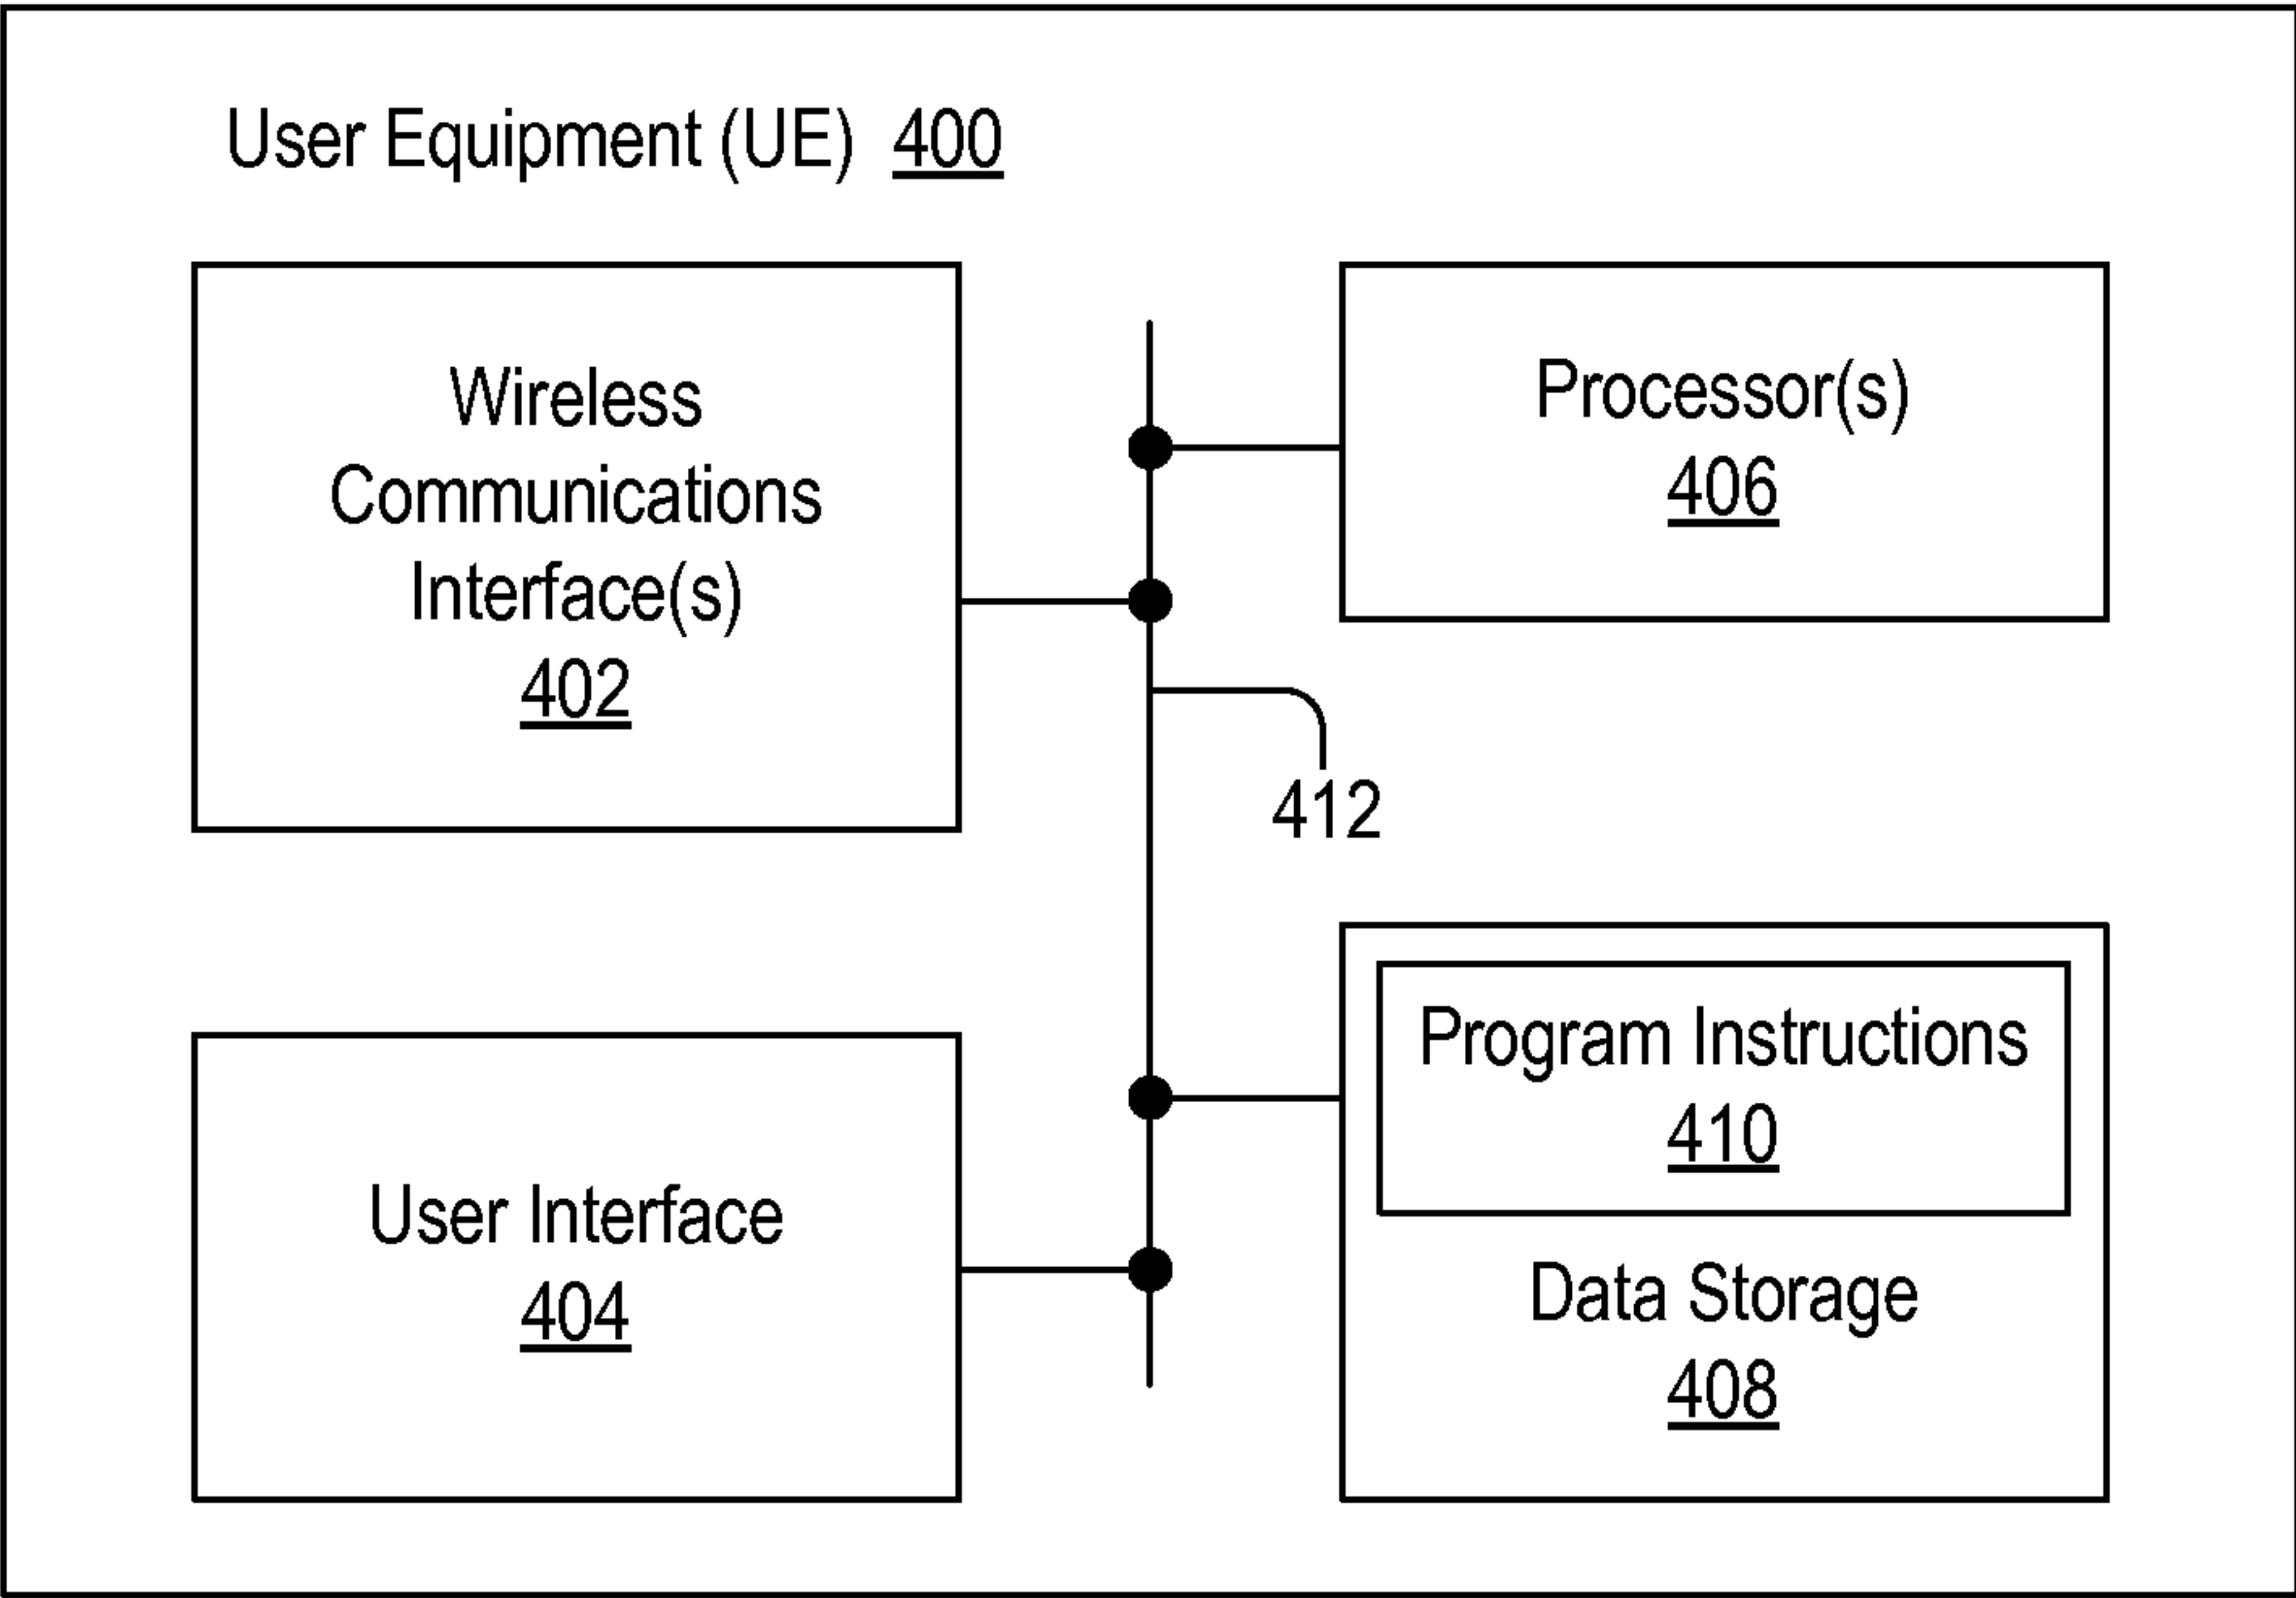 User Equipment (UE) 400
Wireless
Communications
Interface(s)
402
Processor(s)
406
412
User Interface
404
Program Instructions
410
Data Storage
408